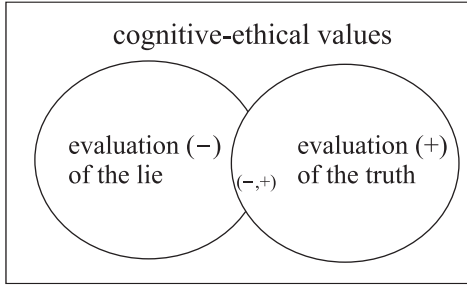 cognitive-ethical values
evaluation (−) evaluation (+)
of the lie (−,+) of the truth